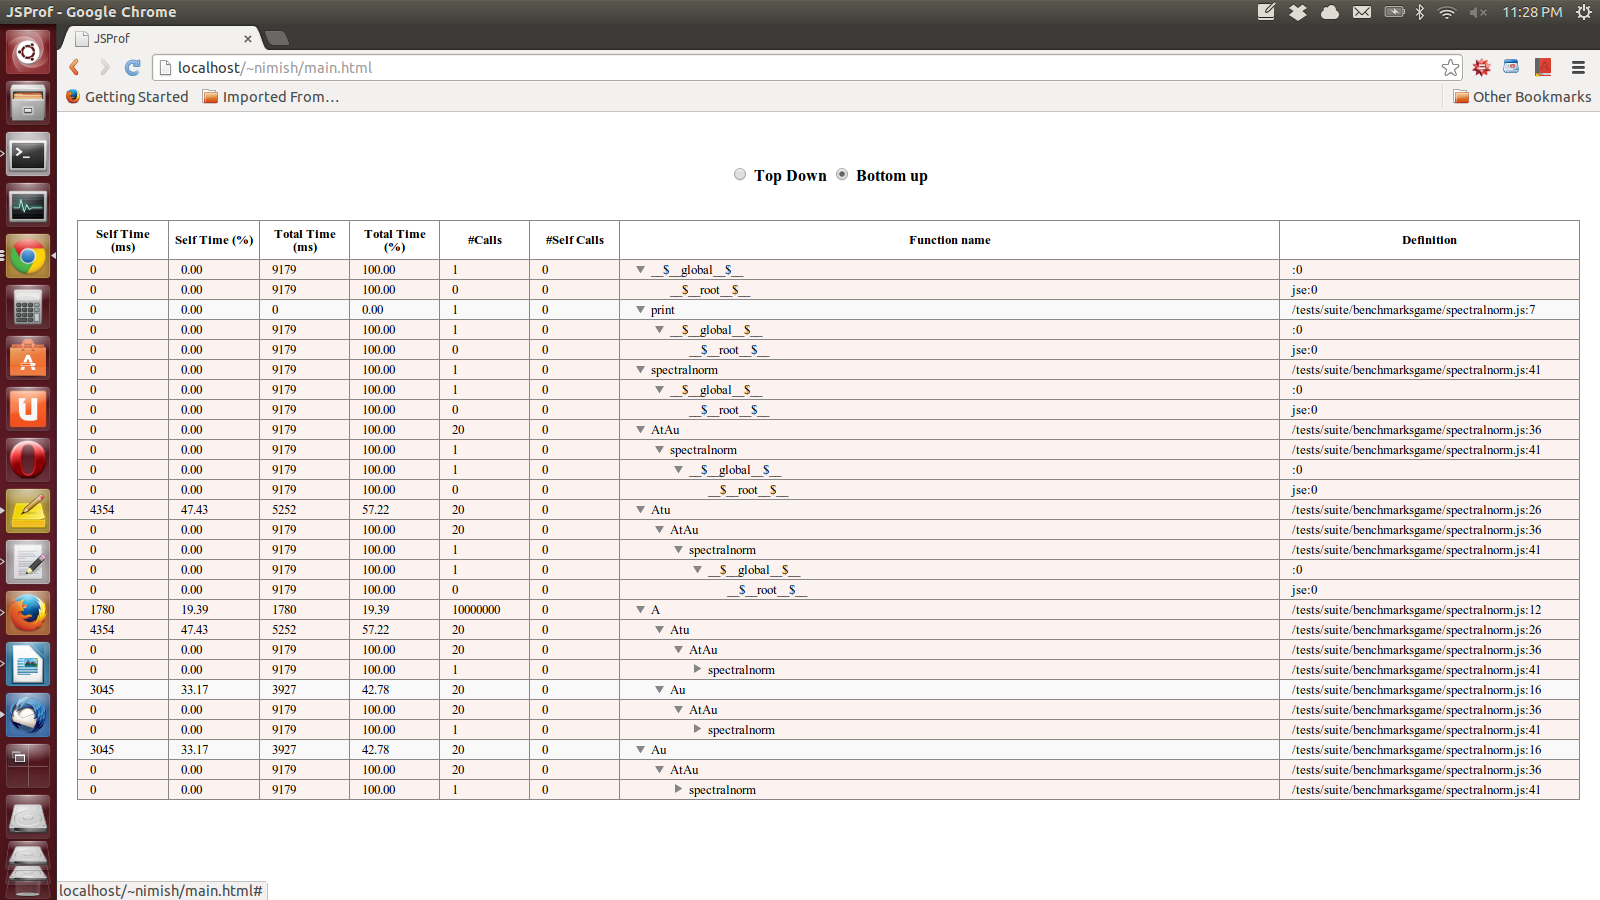 JSProf - Google Chrome
11:28 PM
JSProf
localhost/~nimish/main.html
Getting Started Imported From... Other Bookmarks
Top Down Bottom up
Self Time (ms) Self Time (%) Total Time (ms) Total Time (%) #Calls #Self Calls Function name Definition
0 0.00 9179 100.00 1 0 __$__global__$__ :0
0 0.00 9179 100.00 0 0 __$__root__$__ jse:0
0 0.00 0 0.00 1 0 print /tests/suite/benchmarksgame/spectralnorm.js:7
0 0.00 9179 100.00 1 0 __$__global__$__ :0
0 0.00 9179 100.00 0 0 __$__root__$__ jse:0
0 0.00 9179 100.00 1 0 spectralnorm /tests/suite/benchmarksgame/spectralnorm.js:41
0 0.00 9179 100.00 1 0 __$__global__$__ :0
0 0.00 9179 100.00 0 0 __$__root__$__ jse:0
0 0.00 9179 100.00 20 0 AtAu /tests/suite/benchmarksgame/spectralnorm.js:36
0 0.00 9179 100.00 1 0 spectralnorm /tests/suite/benchmarksgame/spectralnorm.js:41
0 0.00 9179 100.00 1 0 __$__global__$__ :0
0 0.00 9179 100.00 0 0 __$__root__$__ jse:0
4354 47.43 5252 57.22 20 0 Atu /tests/suite/benchmarksgame/spectralnorm.js:26
0 0.00 9179 100.00 20 0 AtAu /tests/suite/benchmarksgame/spectralnorm.js:36
0 0.00 9179 100.00 1 0 spectralnorm /tests/suite/benchmarksgame/spectralnorm.js:41
0 0.00 9179 100.00 1 0 __$__global__$__ :0
0 0.00 9179 100.00 0 0 __$__root__$__ jse:0
1780 19.39 1780 19.39 10000000 0 A /tests/suite/benchmarksgame/spectralnorm.js:12
4354 47.43 5252 57.22 20 0 Atu /tests/suite/benchmarksgame/spectralnorm.js:26
0 0.00 9179 100.00 20 0 AtAu /tests/suite/benchmarksgame/spectralnorm.js:36
0 0.00 9179 100.00 1 0 spectralnorm /tests/suite/benchmarksgame/spectralnorm.js:41
3045 33.17 3927 42.78 20 0 Au /tests/suite/benchmarksgame/spectralnorm.js:16
0 0.00 9179 100.00 20 0 AtAu /tests/suite/benchmarksgame/spectralnorm.js:36
0 0.00 9179 100.00 1 0 spectralnorm /tests/suite/benchmarksgame/spectralnorm.js:41
3045 33.17 3927 42.78 20 0 Au /tests/suite/benchmarksgame/spectralnorm.js:16
0 0.00 9179 100.00 20 0 AtAu /tests/suite/benchmarksgame/spectralnorm.js:36
0 0.00 9179 100.00 1 0 spectralnorm /tests/suite/benchmarksgame/spectralnorm.js:41
localhost/~nimish/main.html#